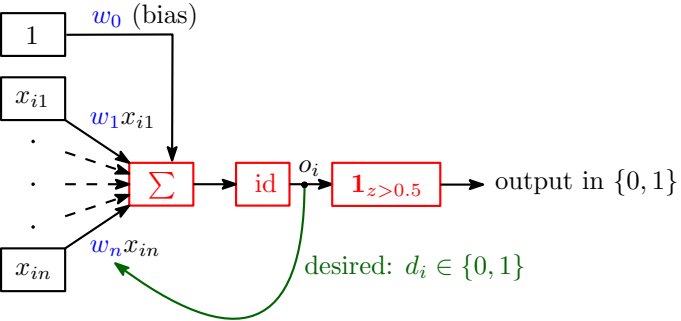 w₀ (bias)
1
xᵢ₁
w₁xᵢ₁
∑
id
oᵢ
𝟏_{z>0.5}
output in {0, 1}
wₙxᵢₙ
xᵢₙ
desired: dᵢ ∈ {0, 1}